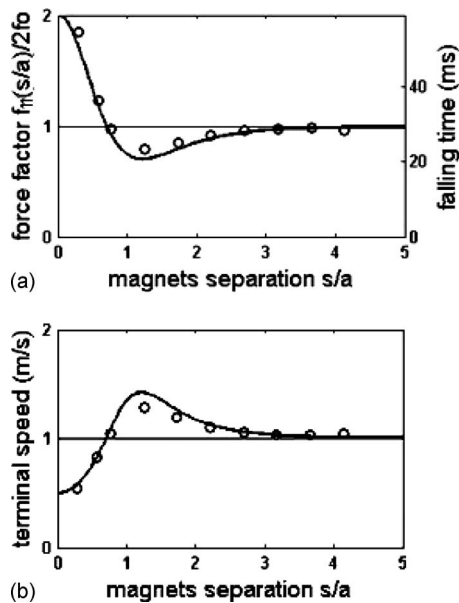 2
force factor f_ff(s/a)/2fo
1
0
40
20
0
falling time (ms)
0 1 2 3 4 5
(a) magnets separation s/a
2
terminal speed (m/s)
1
0
0 1 2 3 4 5
(b) magnets separation s/a